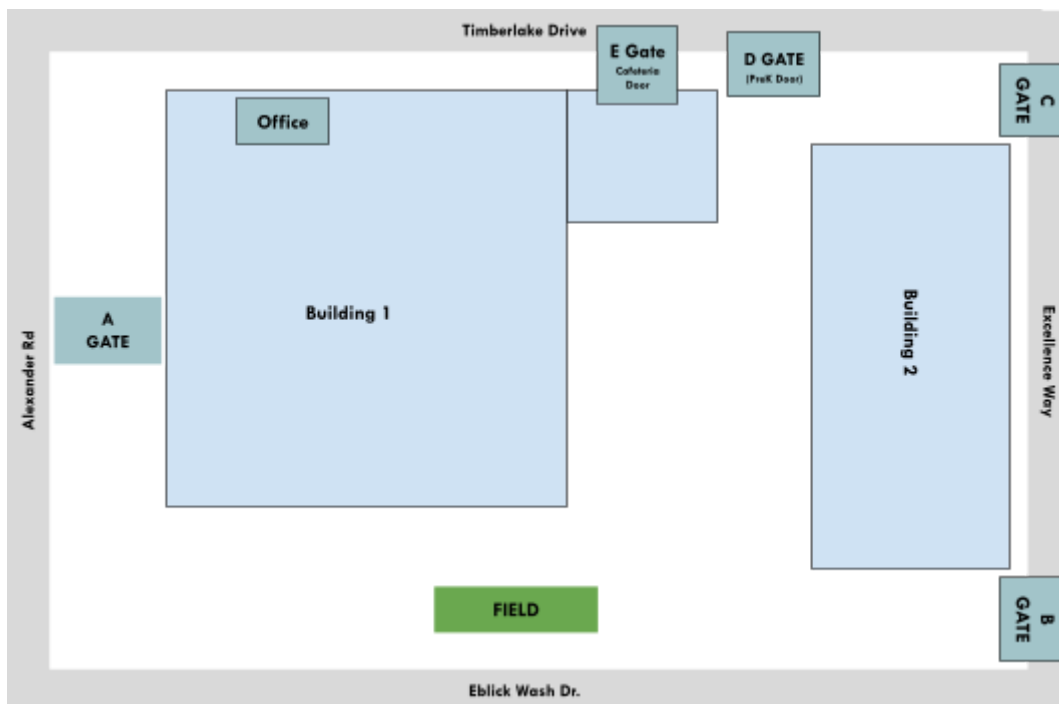 Timberlake Drive
E Gate
Cafeteria
Door
D GATE
(PreK Door)
C
GATE
Office
A
GATE
Building 1
Building 2
Alexander Rd
Excellence Way
FIELD
B
GATE
Eblick Wash Dr.